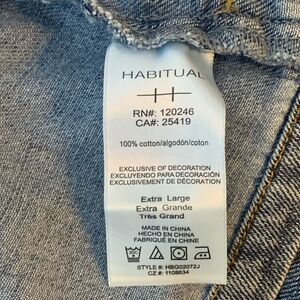 HABITUAL
RN#: 120246
CA#: 25419
100% cotton/algodón/coton
EXCLUSIVE OF DECORATION
EXCLUYENDO PARA DECORACIÓN
EXCLUSIVEMENT DE DÉCORATION
Extra Large
Extra Grande
Très Grand
MADE IN CHINA
HECHO EN CHINA
FABRIQUÉ EN CHINE
STYLE #: HBG02072J
CZ #: 1108634